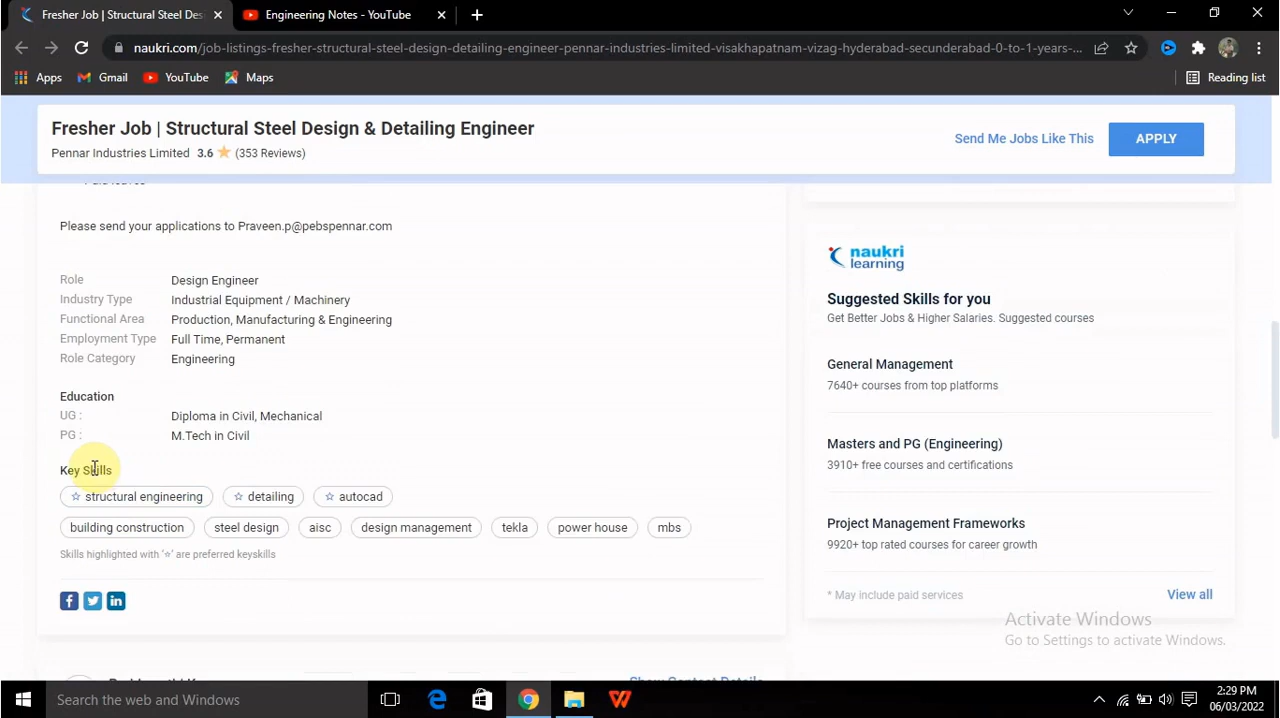 Fresher Job | Structural Steel Des
Engineering Notes - YouTube
naukri.com/job-listings-fresher-structural-steel-design-detailing-engineer-pennar-industries-limited-visakhapatnam-vizag-hyderabad-secunderabad-0-to-1-years-...
Apps Gmail YouTube Maps Reading list
Fresher Job | Structural Steel Design & Detailing Engineer
Pennar Industries Limited 3.6 (353 Reviews)
Send Me Jobs Like This APPLY
Please send your applications to Praveen.p@pebspennar.com
Role Design Engineer
Industry Type Industrial Equipment / Machinery
Functional Area Production, Manufacturing & Engineering
Employment Type Full Time, Permanent
Role Category Engineering
Education
UG : Diploma in Civil, Mechanical
PG : M.Tech in Civil
Key Skills
structural engineering detailing autocad
building construction steel design aisc design management tekla power house mbs
Skills highlighted with '☆' are preferred keyskills
naukri
learning
Suggested Skills for you
Get Better Jobs & Higher Salaries. Suggested courses
General Management
7640+ courses from top platforms
Masters and PG (Engineering)
3910+ free courses and certifications
Project Management Frameworks
9920+ top rated courses for career growth
* May include paid services View all
Activate Windows
Go to Settings to activate Windows.
Search the web and Windows
2:29 PM
06/03/2022